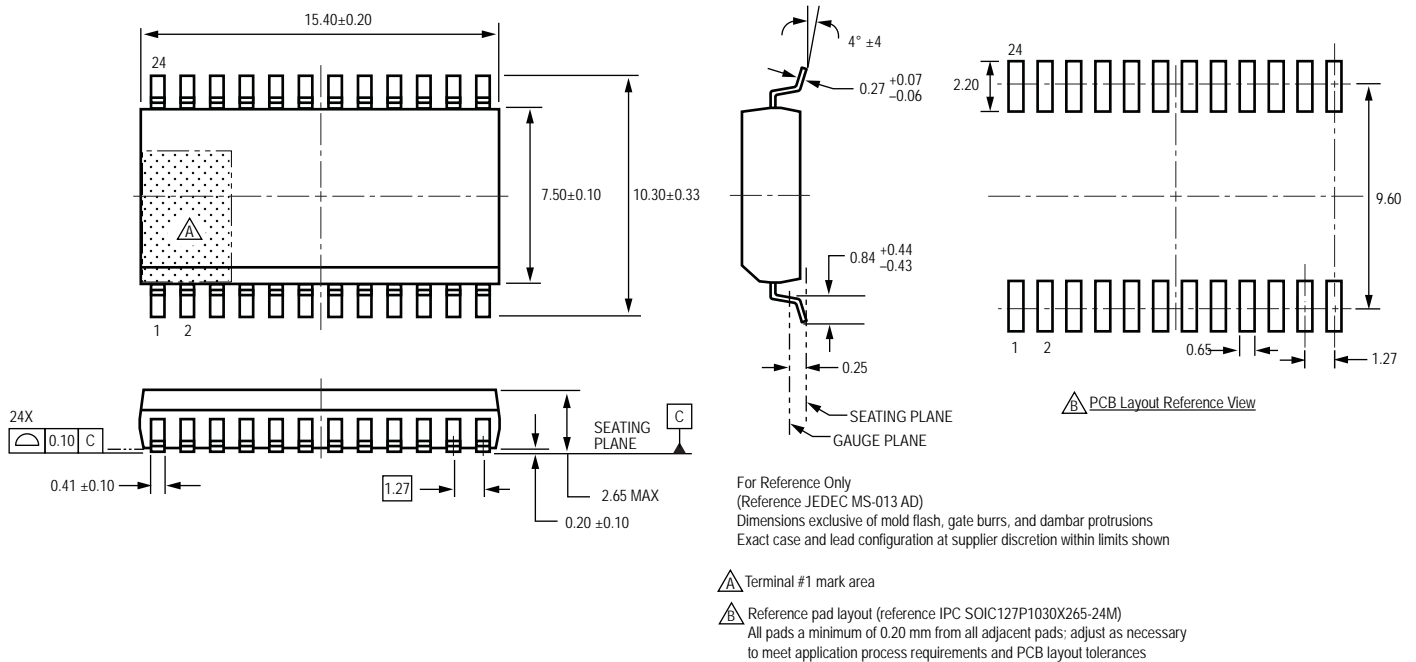 15.40±0.20
24
7.50±0.10
10.30±0.33
A
1 2
4° ±4
0.27 +0.07
–0.06
0.84 +0.44
–0.43
0.25
SEATING PLANE
GAUGE PLANE
24
2.20
9.60
1 2
0.65
1.27
B PCB Layout Reference View
24X
0.10 C
0.41 ±0.10
1.27
SEATING
PLANE
C
2.65 MAX
0.20 ±0.10
For Reference Only
(Reference JEDEC MS-013 AD)
Dimensions exclusive of mold flash, gate burrs, and dambar protrusions
Exact case and lead configuration at supplier discretion within limits shown
A Terminal #1 mark area
B Reference pad layout (reference IPC SOIC127P1030X265-24M)
All pads a minimum of 0.20 mm from all adjacent pads; adjust as necessary
to meet application process requirements and PCB layout tolerances